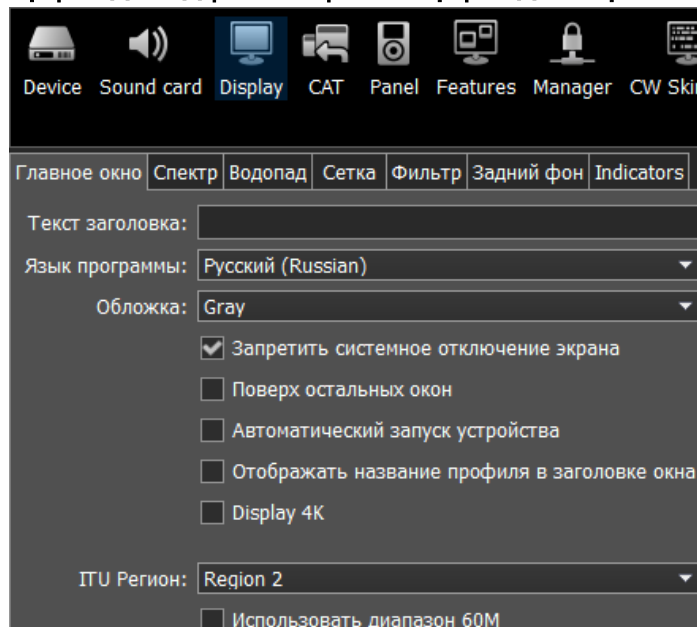 Device Sound card Display CAT Panel Features Manager CW
Главное окно Спектр Водопад Сетка Фильтр Задний фон Indicators
Текст заголовка:
Язык программы: Русский (Russian)
Обложка: Gray
Запретить системное отключение экрана
Поверх остальных окон
Автоматический запуск устройства
Отображать название профиля в заголовке окна
Display 4K
ITU Регион: Region 2
Использовать диапазон 60M